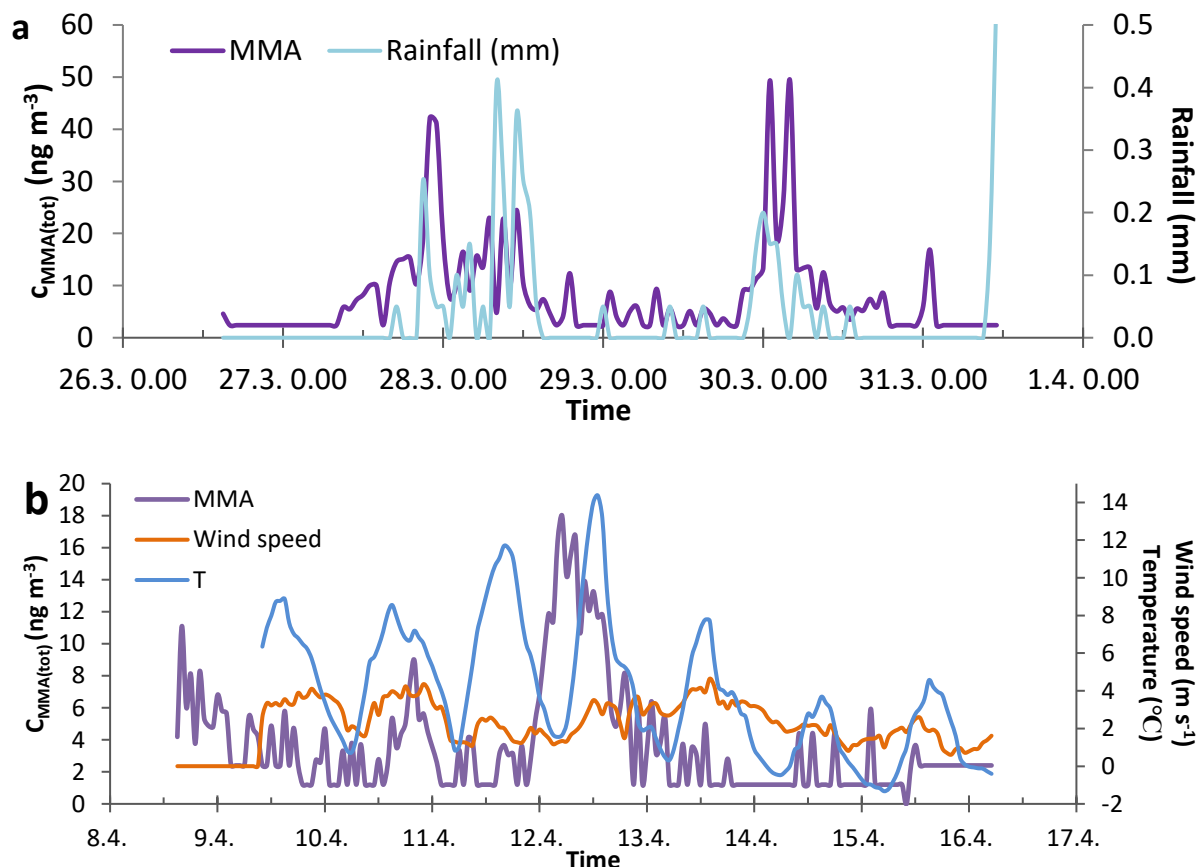 a
MMA
Rainfall (mm)
c_MMA(tot) (ng m⁻³)
60
50
40
30
20
10
0
0.5
0.4
0.3
0.2
0.1
0.0
Rainfall (mm)
26.3. 0.00 27.3. 0.00 28.3. 0.00 29.3. 0.00 30.3. 0.00 31.3. 0.00 1.4. 0.00
Time
b
MMA
Wind speed
T
C_MMA(tot) (ng m⁻³)
20
18
16
14
12
10
8
6
4
2
0
14
12
10
8
6
4
2
0
-2
Wind speed (m s⁻¹)
Temperature (℃)
8.4. 9.4. 10.4. 11.4. 12.4. 13.4. 14.4. 15.4. 16.4. 17.4.
Time